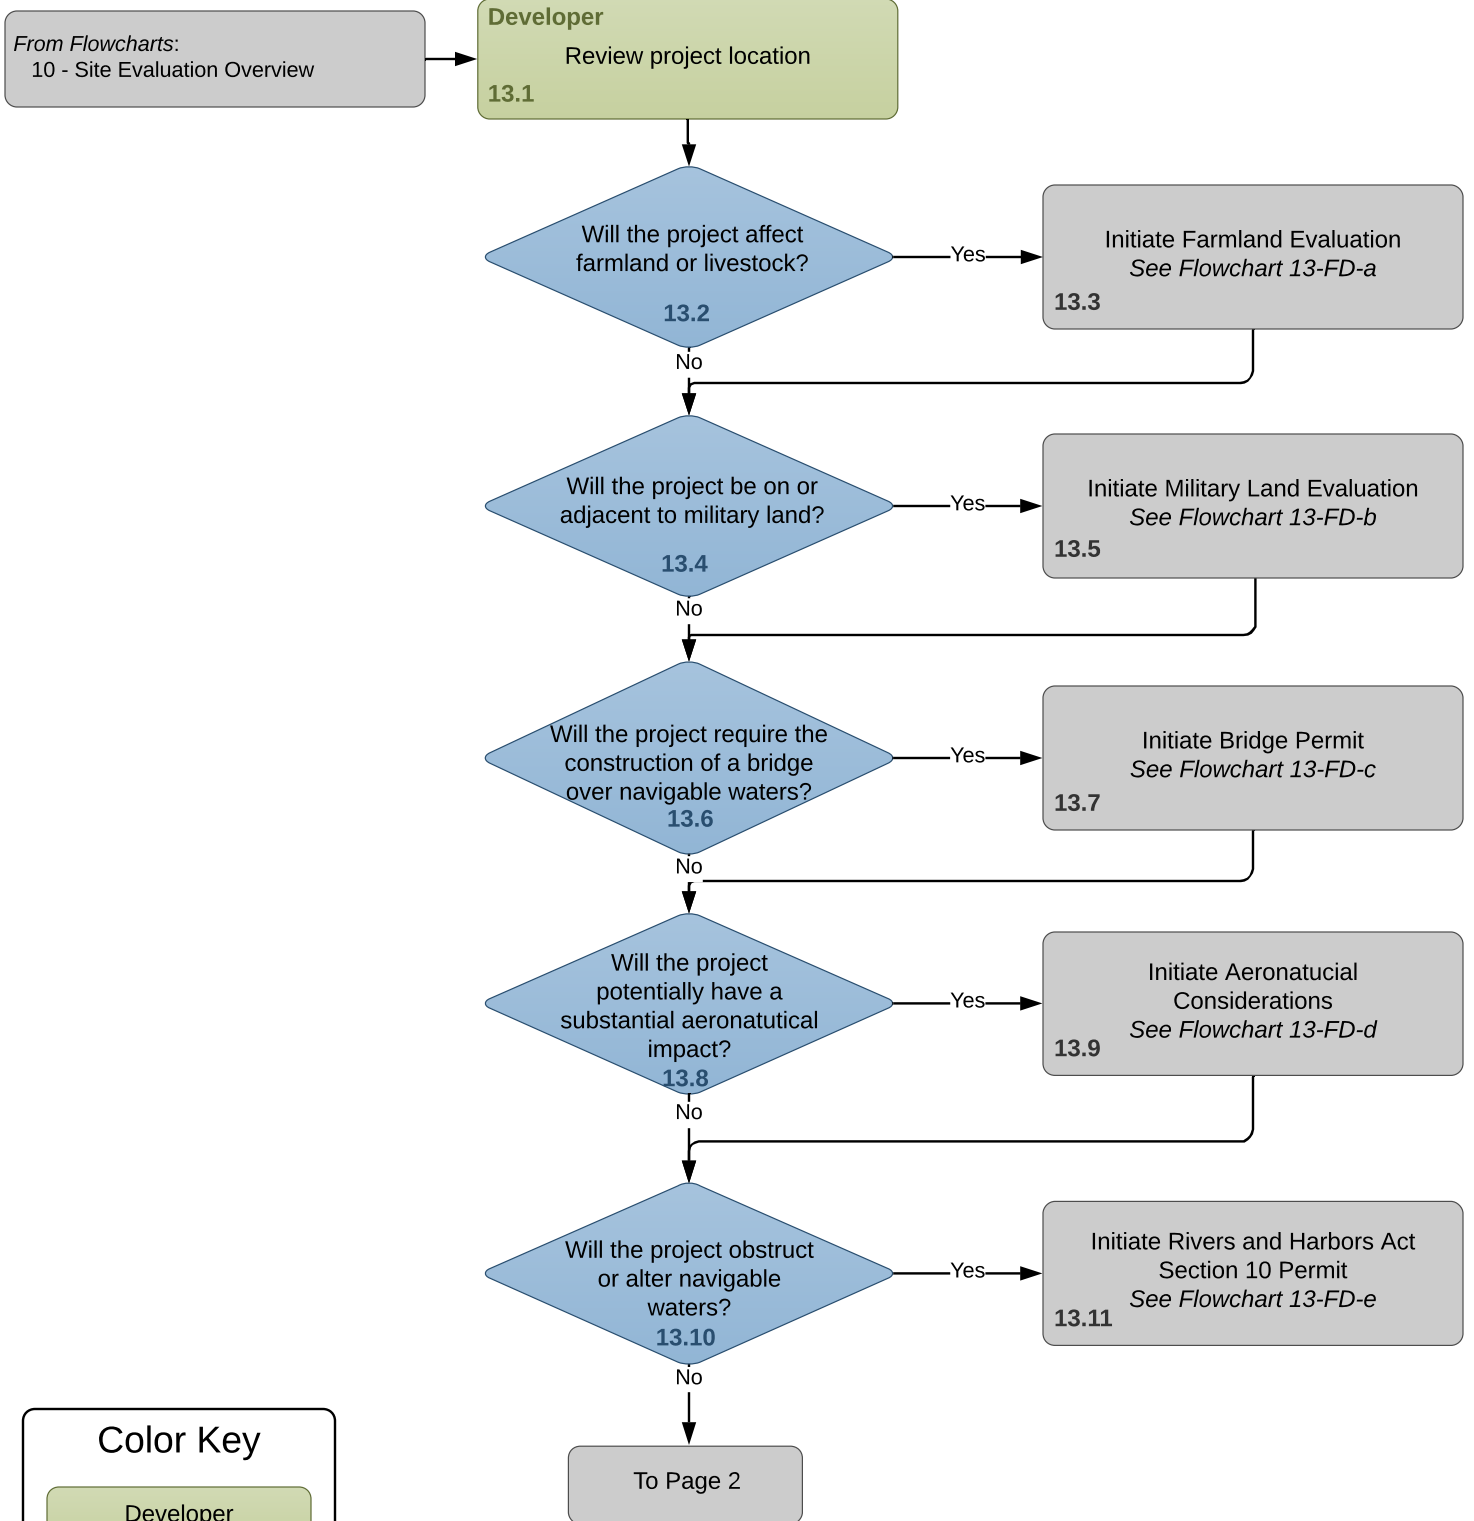 From Flowcharts:
10 - Site Evaluation Overview
Developer
Review project location
13.1
Will the project affect
farmland or livestock?
13.2
Yes
Initiate Farmland Evaluation
See Flowchart 13-FD-a
13.3
No
Will the project be on or
adjacent to military land?
13.4
Yes
Initiate Military Land Evaluation
See Flowchart 13-FD-b
13.5
No
Will the project require the
construction of a bridge
over navigable waters?
13.6
Yes
Initiate Bridge Permit
See Flowchart 13-FD-c
13.7
No
Will the project
potentially have a
substantial aeronatutical
impact?
13.8
Yes
Initiate Aeronatucial
Considerations
See Flowchart 13-FD-d
13.9
No
Will the project obstruct
or alter navigable
waters?
13.10
Yes
Initiate Rivers and Harbors Act
Section 10 Permit
See Flowchart 13-FD-e
13.11
No
To Page 2
Color Key
Developer